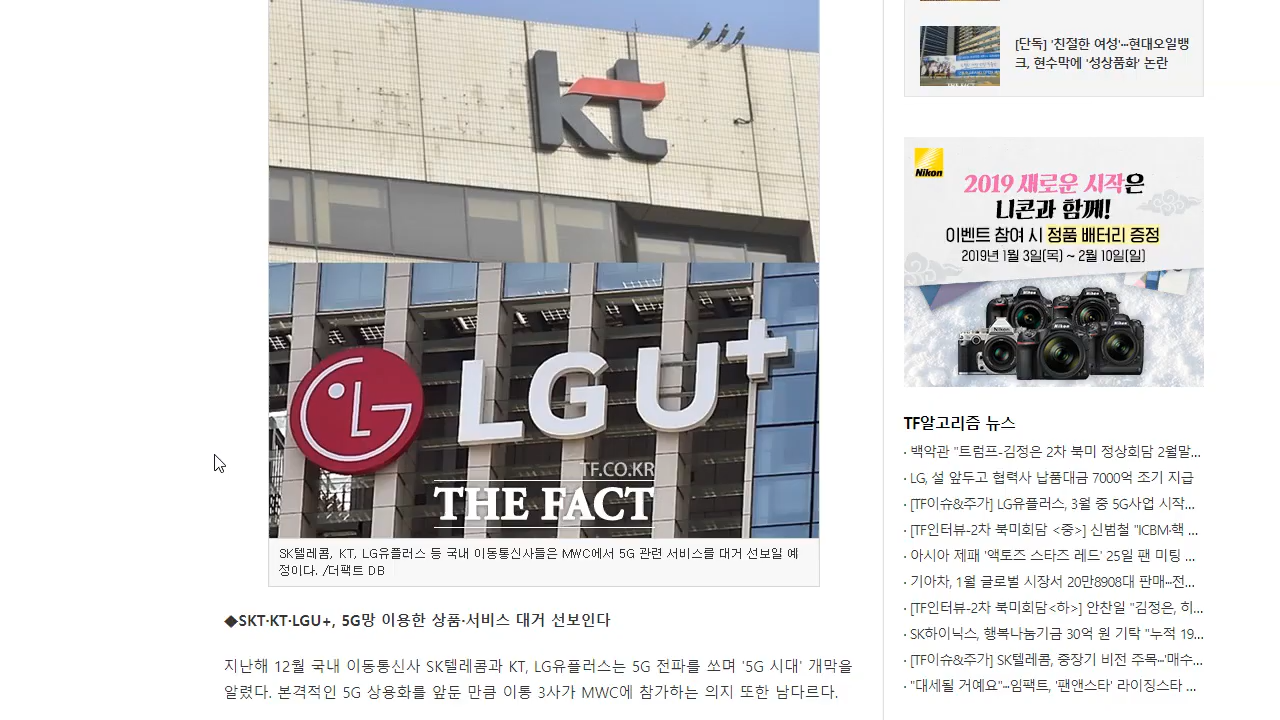 kt
LG U+
TF.CO.KR
THE FACT
SK텔레콤, KT, LG유플러스 등 국내 이동통신사들은 MWC에서 5G 관련 서비스를 대거 선보일 예
정이다. /더팩트 DB
◆SKT·KT·LGU+, 5G망 이용한 상품·서비스 대거 선보인다
지난해 12월 국내 이동통신사 SK텔레콤과 KT, LG유플러스는 5G 전파를 쏘며 '5G 시대' 개막을
알렸다. 본격적인 5G 상용화를 앞둔 만큼 이통 3사가 MWC에 참가하는 의지 또한 남다르다.
[단독] '친절한 여성'…현대오일뱅
크, 현수막에 '성상품화' 논란
Nikon
2019 새로운 시작은
니콘과 함께!
이벤트 참여 시 정품 배터리 증정
2019년 1월 3일(목) ~ 2월 10일(일)
TF알고리즘 뉴스
· 백악관 "트럼프-김정은 2차 북미 정상회담 2월말...
· LG, 설 앞두고 협력사 납품대금 7000억 조기 지급
· [TF이슈&주가] LG유플러스, 3월 중 5G사업 시작...
· [TF인터뷰-2차 북미회담 <중>] 신범철 "ICBM·핵 ...
· 아시아 제패 '액토즈 스타즈 레드' 25일 팬 미팅 ...
· 기아차, 1월 글로벌 시장서 20만8908대 판매…전...
· [TF인터뷰-2차 북미회담<하>] 안찬일 "김정은, 히...
· SK하이닉스, 행복나눔기금 30억 원 기탁 "누적 19...
· [TF이슈&주가] SK텔레콤, 중장기 비전 주목…'매수...
· "대세될 거예요"…임팩트, '팬앤스타' 라이징스타 ...